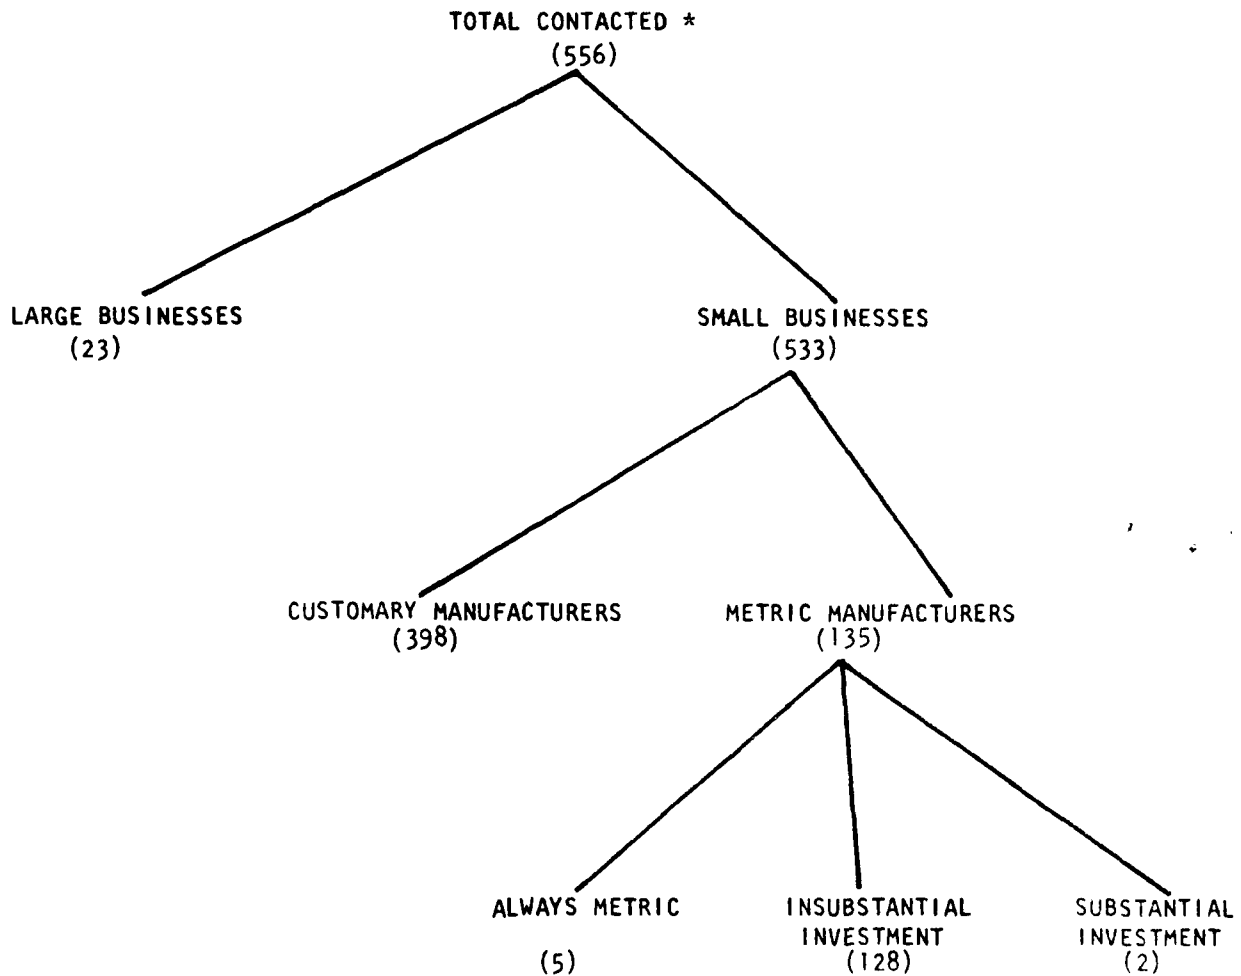 TOTAL CONTACTED *
(556)
LARGE BUSINESSES
(23)
SMALL BUSINESSES
(533)
CUSTOMARY MANUFACTURERS
(398)
METRIC MANUFACTURERS
(135)
ALWAYS METRIC
(5)
INSUBSTANTIAL
INVESTMENT
(128)
SUBSTANTIAL
INVESTMENT
(2)